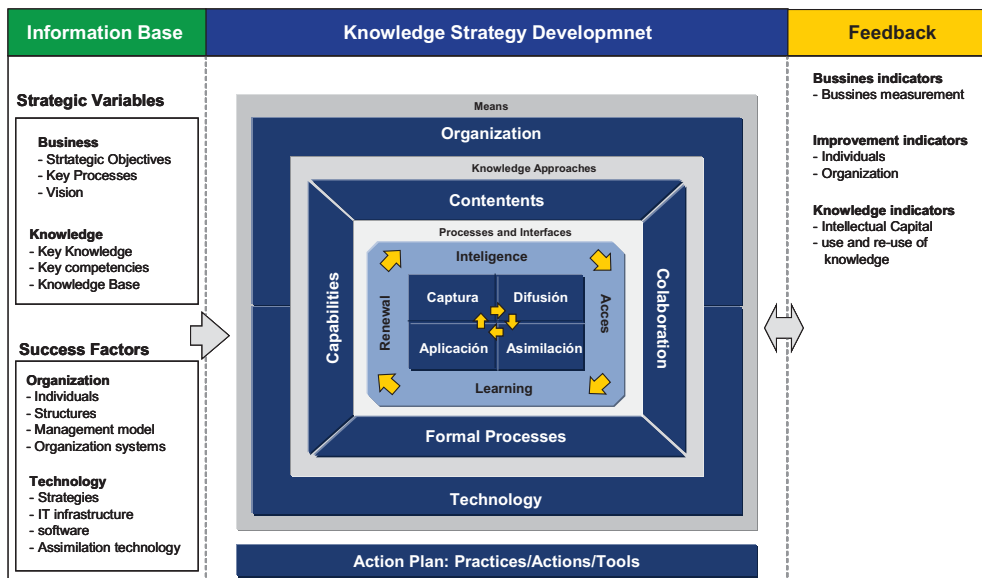 Information Base
Knowledge Strategy Developmnet
Feedback
Strategic Variables
Business
- Strtategic Objectives
- Key Processes
- Vision
Knowledge
- Key Knowledge
- Key competencies
- Knowledge Base
Success Factors
Organization
- Individuals
- Structures
- Management model
- Organization systems
Technology
- Strategies
- IT infrastructure
- software
- Assimilation technology
Means
Organization
Knowledge Approaches
Contentents
Processes and Interfaces
Inteligence
Capabilities
Renewal
Captura
Difusión
Aplicación
Asimilación
Acces
Colaboration
Learning
Formal Processes
Technology
Action Plan: Practices/Actions/Tools
Bussines indicators
- Bussines measurement
Improvement indicators
- Individuals
- Organization
Knowledge indicators
- Intellectual Capital
- use and re-use of
knowledge